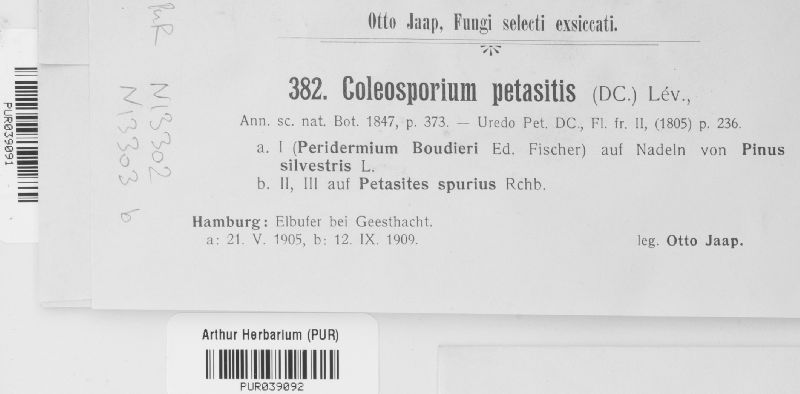 Otto Jaap, Fungi selecti exsiccati.
382. Coleosporium petasitis (DC.) Lév.,
Ann. sc. nat. Bot. 1847, p. 373. — Uredo Pet. DC., Fl. fr. II, (1805) p. 236.
a. I (Peridermium Boudieri Ed. Fischer) auf Nadeln von Pinus
silvestris L.
b. II, III auf Petasites spurius Rchb.
Hamburg: Elbufer bei Geesthacht.
a: 21. V. 1905, b: 12. IX. 1909.
leg. Otto Jaap.
PUR
N13302
N13303 b
PUR039091
Arthur Herbarium (PUR)
PUR039092